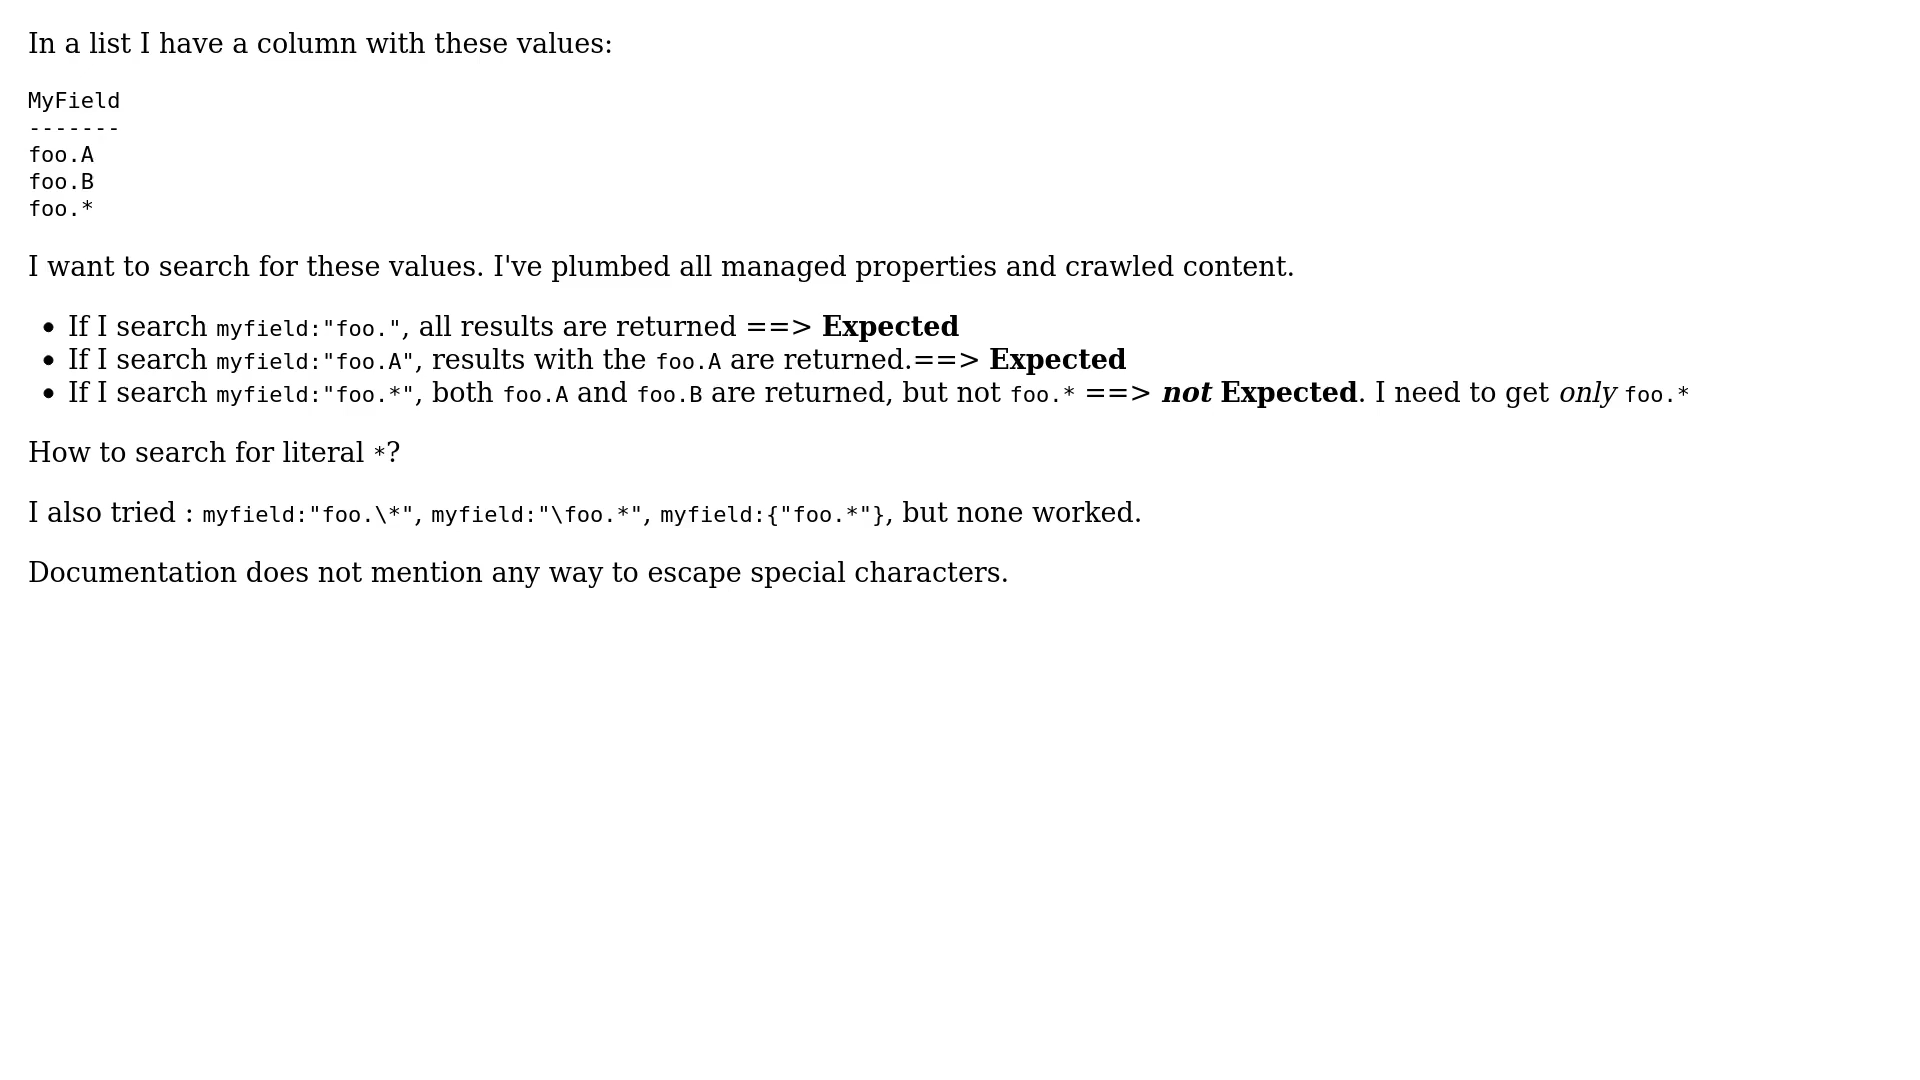 In a list I have a column with these values:
MyField
-------
foo.A
foo.B
foo.*
I want to search for these values. I've plumbed all managed properties and crawled content.
• If I search myfield:"foo.", all results are returned ==> Expected
• If I search myfield:"foo.A", results with the foo.A are returned.==> Expected
• If I search myfield:"foo.*", both foo.A and foo.B are returned, but not foo.* ==> not Expected. I need to get only foo.*
How to search for literal *?
I also tried : myfield:"foo.\*", myfield:"\foo.*", myfield:{"foo.*"}, but none worked.
Documentation does not mention any way to escape special characters.